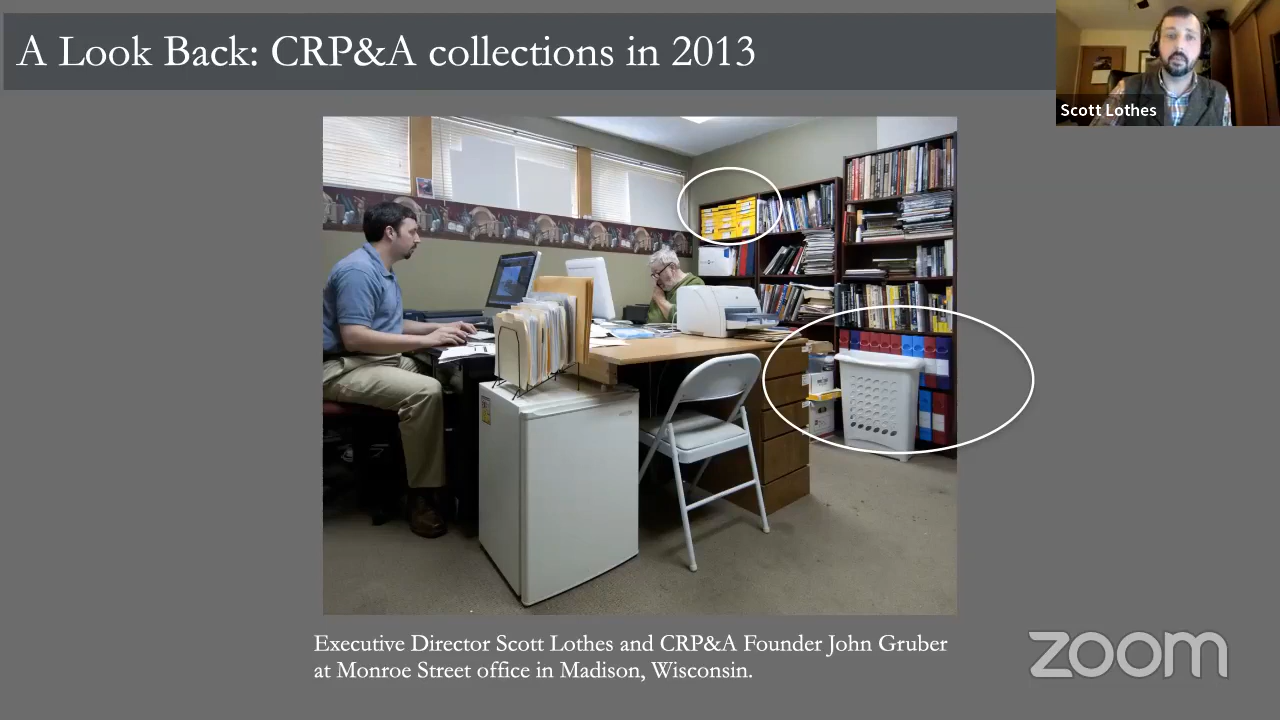 A Look Back: CRP&A collections in 2013
Scott Lothes
Executive Director Scott Lothes and CRP&A Founder John Gruber
at Monroe Street office in Madison, Wisconsin.
zoom